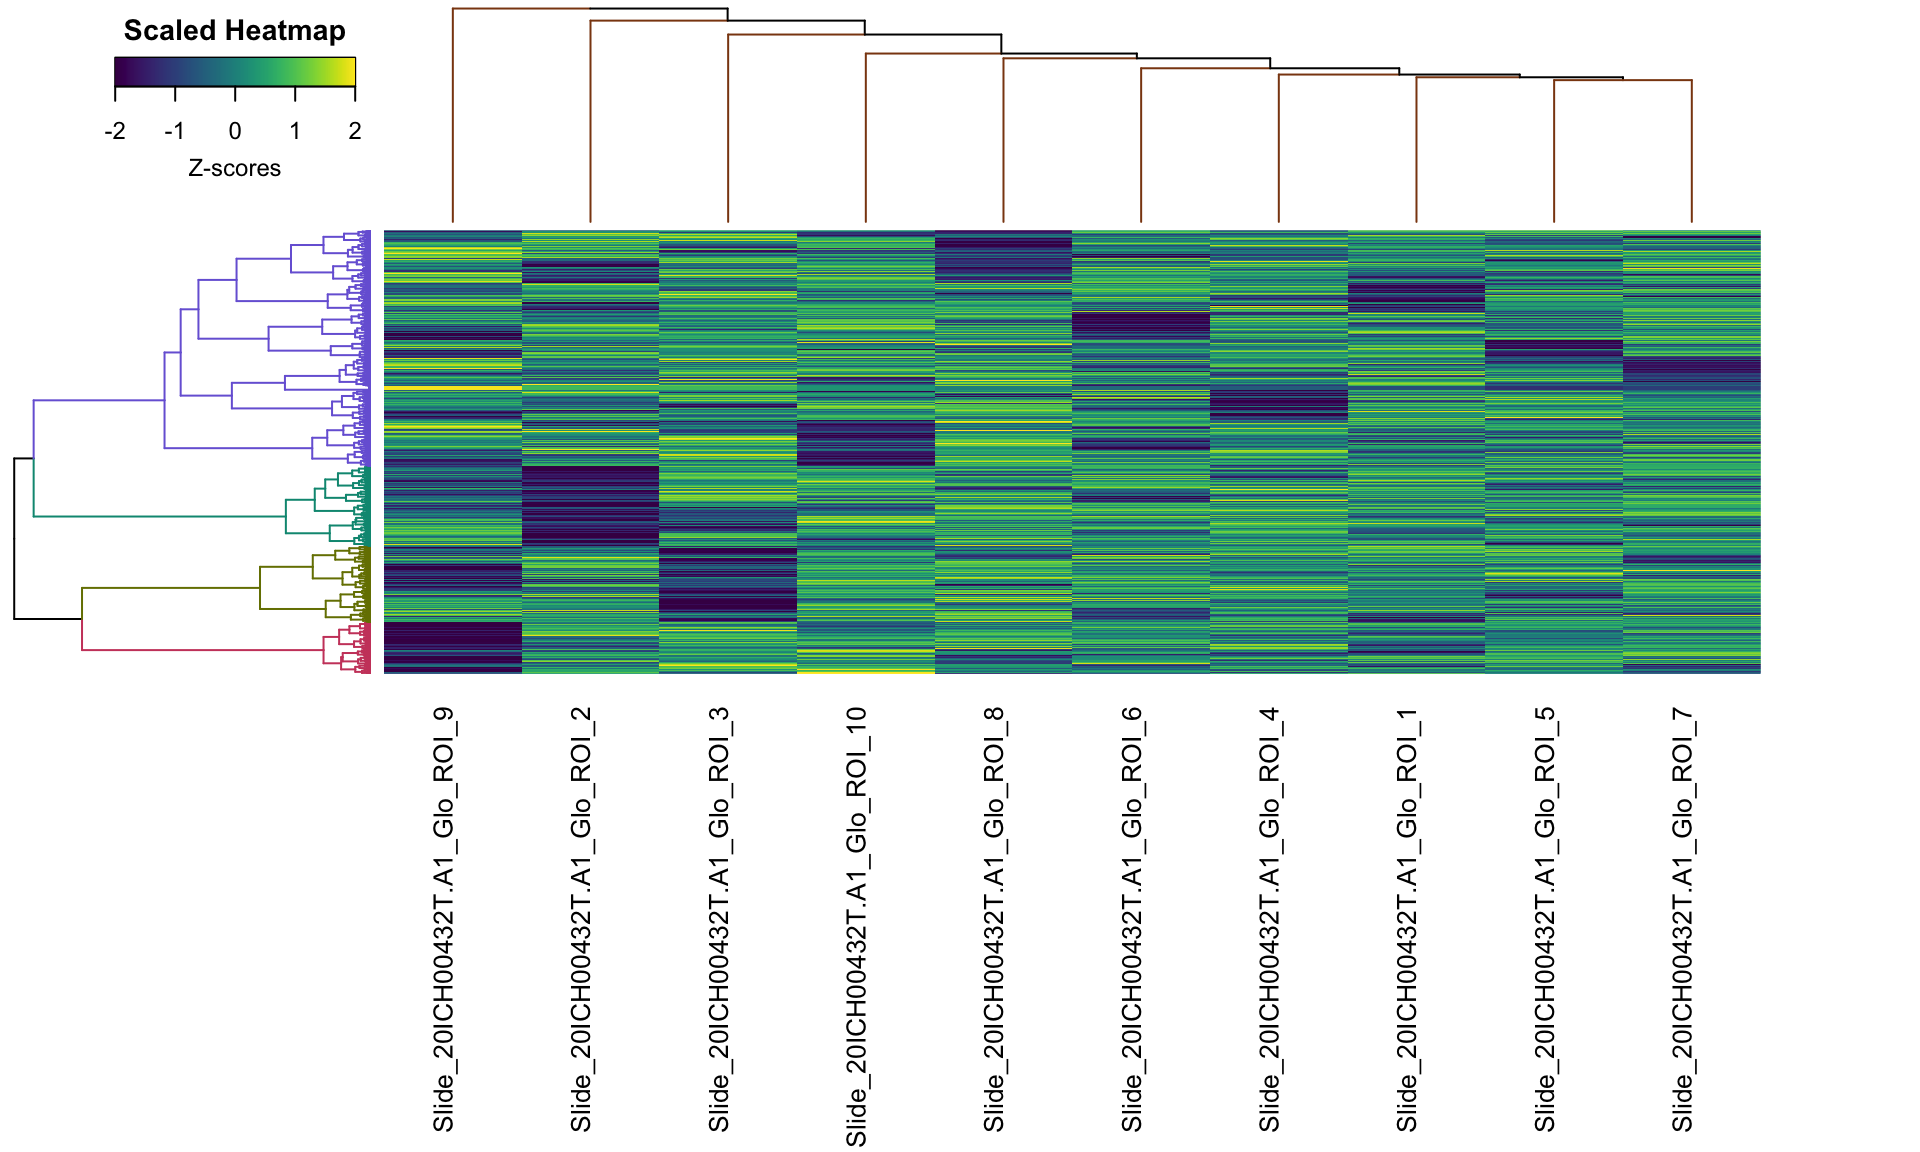 Scaled Heatmap
-2 -1 0 1 2
Z-scores
Slide_20ICH00432T.A1_Glo_ROI_9
Slide_20ICH00432T.A1_Glo_ROI_2
Slide_20ICH00432T.A1_Glo_ROI_3
Slide_20ICH00432T.A1_Glo_ROI_10
Slide_20ICH00432T.A1_Glo_ROI_8
Slide_20ICH00432T.A1_Glo_ROI_6
Slide_20ICH00432T.A1_Glo_ROI_4
Slide_20ICH00432T.A1_Glo_ROI_1
Slide_20ICH00432T.A1_Glo_ROI_5
Slide_20ICH00432T.A1_Glo_ROI_7